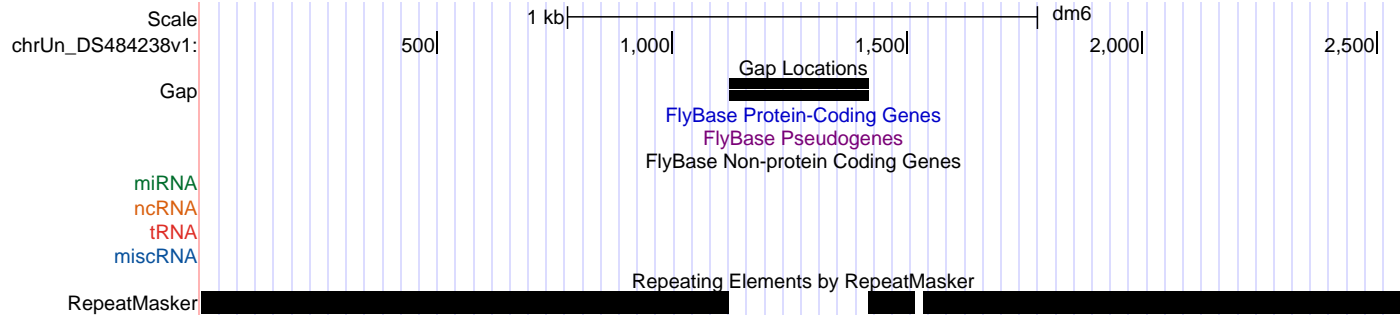 Scale 1 kb dm6
chrUn_DS484238v1: 500 1,000 1,500 2,000 2,500
Gap Locations
Gap
FlyBase Protein-Coding Genes
FlyBase Pseudogenes
FlyBase Non-protein Coding Genes
miRNA
ncRNA
tRNA
miscRNA
Repeating Elements by RepeatMasker
RepeatMasker